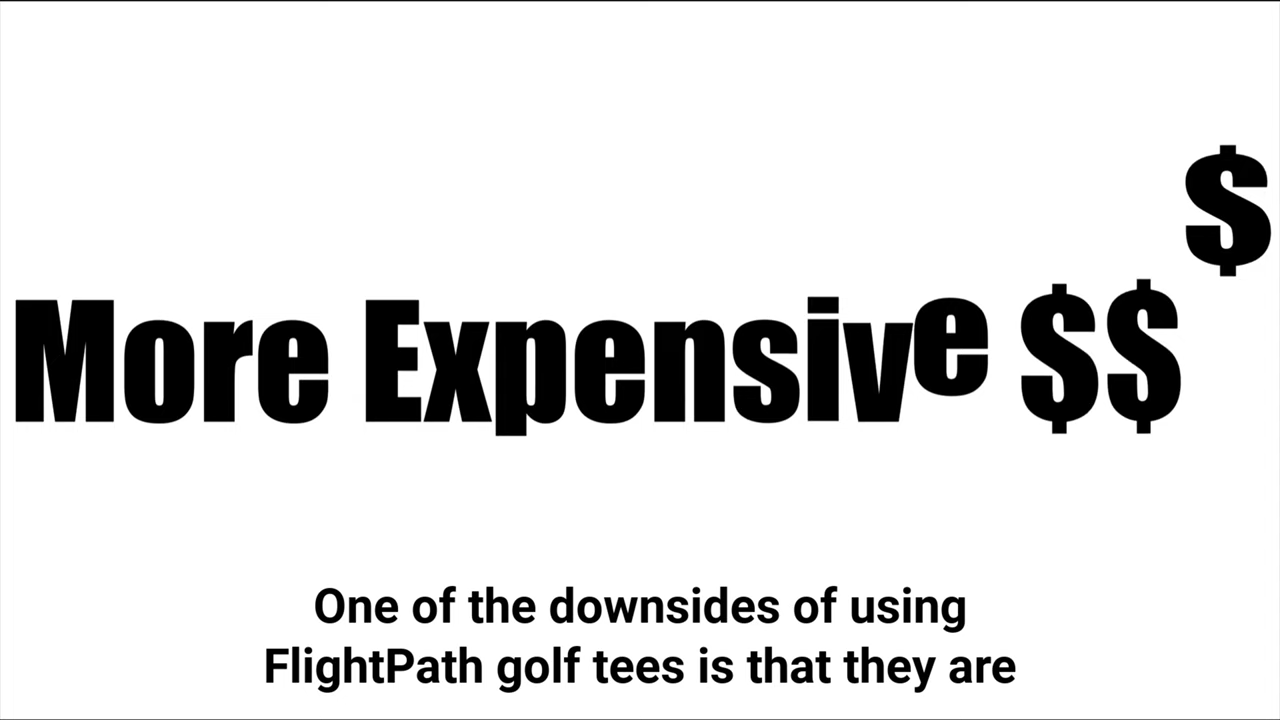 More Expensive $$$
One of the downsides of using
FlightPath golf tees is that they are